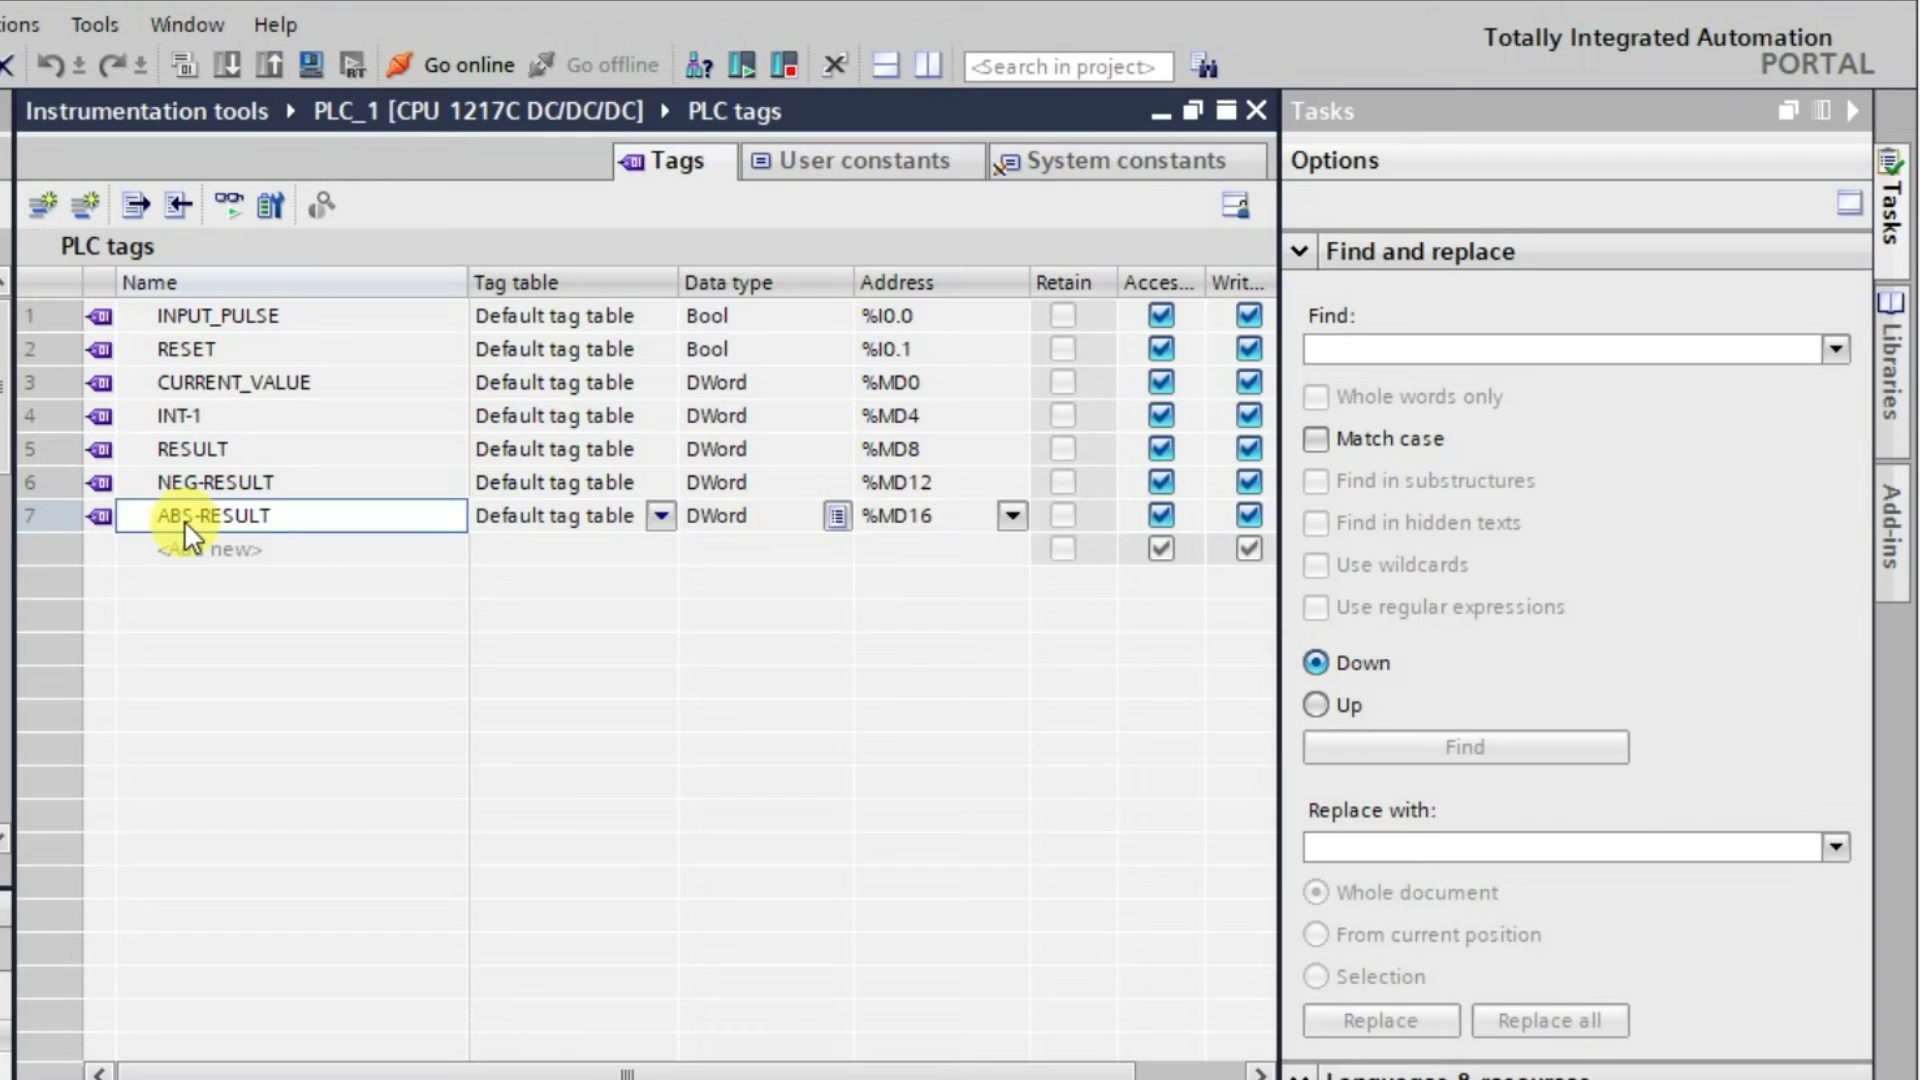 ions Tools Window Help
Totally Integrated Automation
PORTAL
Go online Go offline <Search in project>
Instrumentation tools PLC_1 [CPU 1217C DC/DC/DC] PLC tags
Tasks
Tags User constants System constants
Options
PLC tags
Find and replace
Name Tag table Data type Address Retain Acces... Writ...
1 INPUT_PULSE Default tag table Bool %I0.0
2 RESET Default tag table Bool %I0.1
3 CURRENT_VALUE Default tag table DWord %MD0
4 INT-1 Default tag table DWord %MD4
5 RESULT Default tag table DWord %MD8
6 NEG-RESULT Default tag table DWord %MD12
7 ABS-RESULT Default tag table DWord %MD16
<Add new>
Find:
Whole words only
Match case
Find in substructures
Find in hidden texts
Use wildcards
Use regular expressions
Down
Up
Find
Replace with:
Whole document
From current position
Selection
Replace Replace all
Languages & resources
Tasks
Libraries
Add-ins